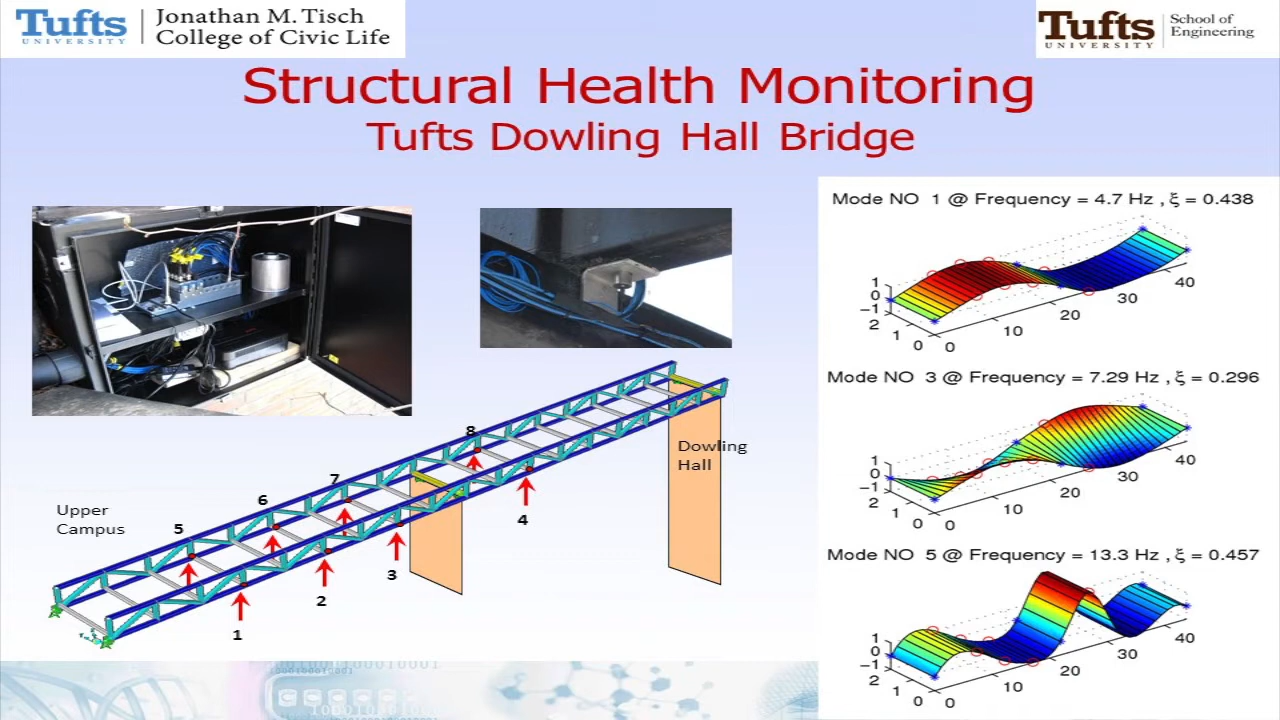 Tufts
UNIVERSITY
Jonathan M. Tisch
College of Civic Life
Tufts
UNIVERSITY
School of
Engineering
Structural Health Monitoring
Tufts Dowling Hall Bridge
Mode NO 1 @ Frequency = 4.7 Hz , ξ = 0.438
1
0
−1
2
1
0
0
10
20
30
40
Mode NO 3 @ Frequency = 7.29 Hz , ξ = 0.296
1
0
−1
2
1
0
0
10
20
30
40
Mode NO 5 @ Frequency = 13.3 Hz , ξ = 0.457
1
0
−1
2
1
0
0
10
20
30
40
Upper
Campus
Dowling
Hall
5
6
7
8
1
2
3
4